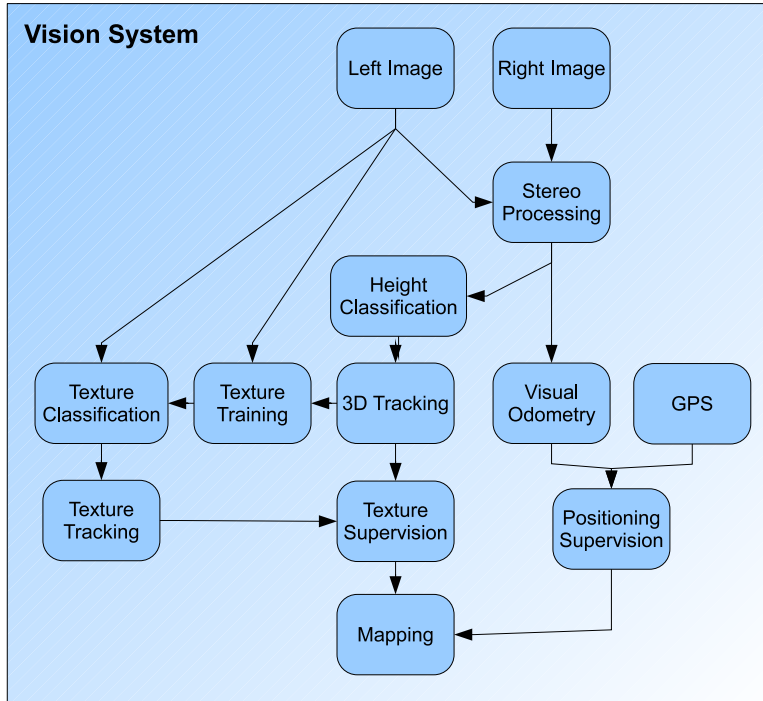 Vision System
Left Image
Right Image
Stereo
Processing
Height
Classification
Texture
Classification
Texture
Training
3D Tracking
Visual
Odometry
GPS
Texture
Tracking
Texture
Supervision
Positioning
Supervision
Mapping